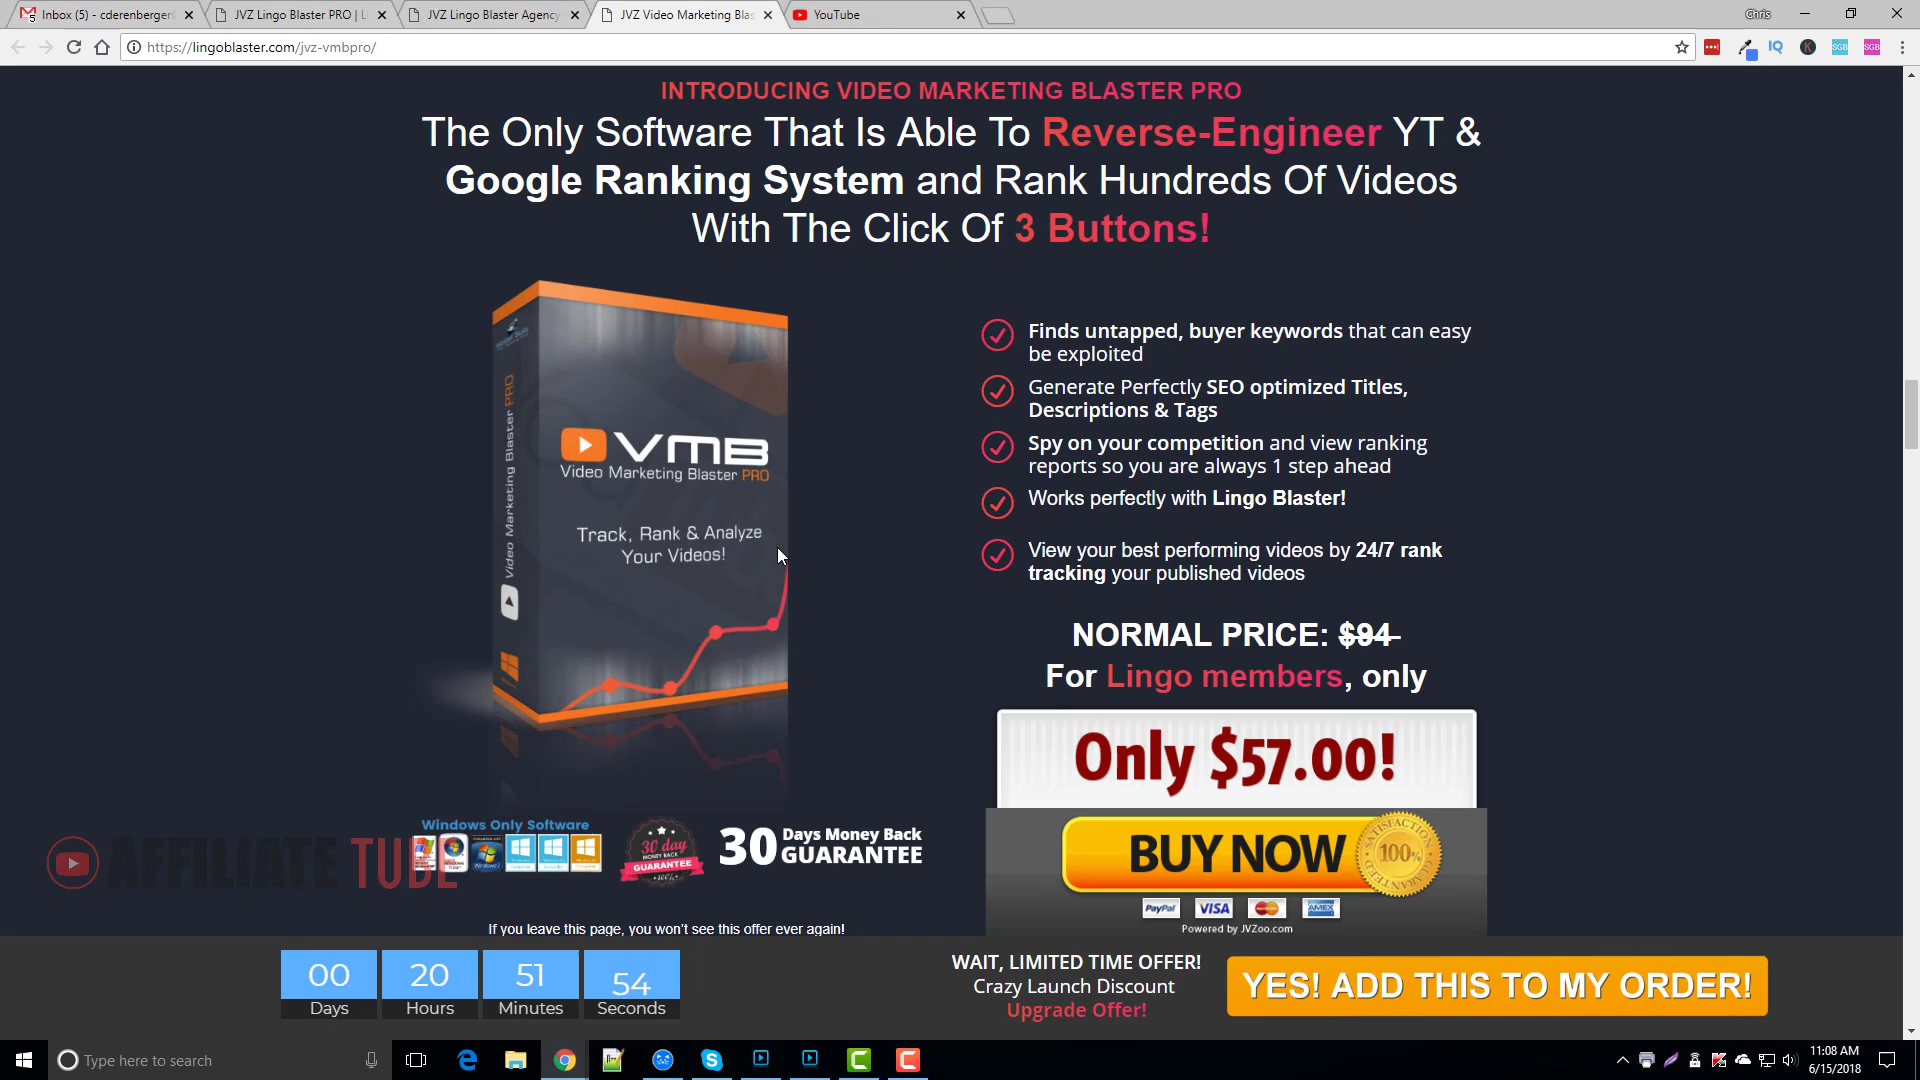 Inbox (5) - cderenberger
JVZ Lingo Blaster PRO | L
JVZ Lingo Blaster Agency
JVZ Video Marketing Blas
YouTube
Chris
https://lingoblaster.com/jvz-vmbpro/
IQ
K
SGB
SGB
INTRODUCING VIDEO MARKETING BLASTER PRO
The Only Software That Is Able To Reverse-Engineer YT &
Google Ranking System and Rank Hundreds Of Videos
With The Click Of 3 Buttons!
Video Marketing Blaster PRO
VMB
Video Marketing Blaster PRO
Track, Rank & Analyze
Your Videos!
Finds untapped, buyer keywords that can easy
be exploited
Generate Perfectly SEO optimized Titles,
Descriptions & Tags
Spy on your competition and view ranking
reports so you are always 1 step ahead
Works perfectly with Lingo Blaster!
View your best performing videos by 24/7 rank
tracking your published videos
NORMAL PRICE: $94
For Lingo members, only
Only $57.00!
BUY NOW
SATISFACTION
100%
GUARANTEED
PayPal VISA MasterCard AMEX
Powered by JVZoo.com
Windows Only Software
30 day
MONEY BACK
GUARANTEE
100%
30 Days Money Back
GUARANTEE
AFFILIATE TUBE
If you leave this page, you won't see this offer ever again!
00 20 51 54
Days Hours Minutes Seconds
WAIT, LIMITED TIME OFFER!
Crazy Launch Discount
Upgrade Offer!
YES! ADD THIS TO MY ORDER!
Type here to search
11:08 AM
6/15/2018